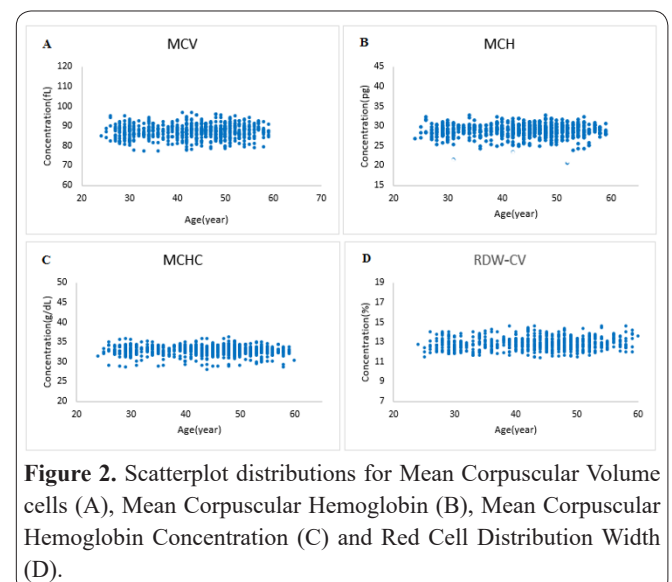 A
MCV
Concentration(fL)
120
110
100
90
80
70
60
20
30
40
50
60
70
Age(year)
B
MCH
Concentration(pg)
45
40
35
30
25
20
15
20
30
40
50
60
Age(year)
C
MCHC
Concentration(g/dL)
50
45
40
35
30
25
20
20
30
40
50
60
Age(year)
D
RDW-CV
Concentration(%)
19
17
15
13
11
9
7
20
30
40
50
60
Age(year)
Figure 2. Scatterplot distributions for Mean Corpuscular Volume
cells (A), Mean Corpuscular Hemoglobin (B), Mean Corpuscular
Hemoglobin Concentration (C) and Red Cell Distribution Width
(D).